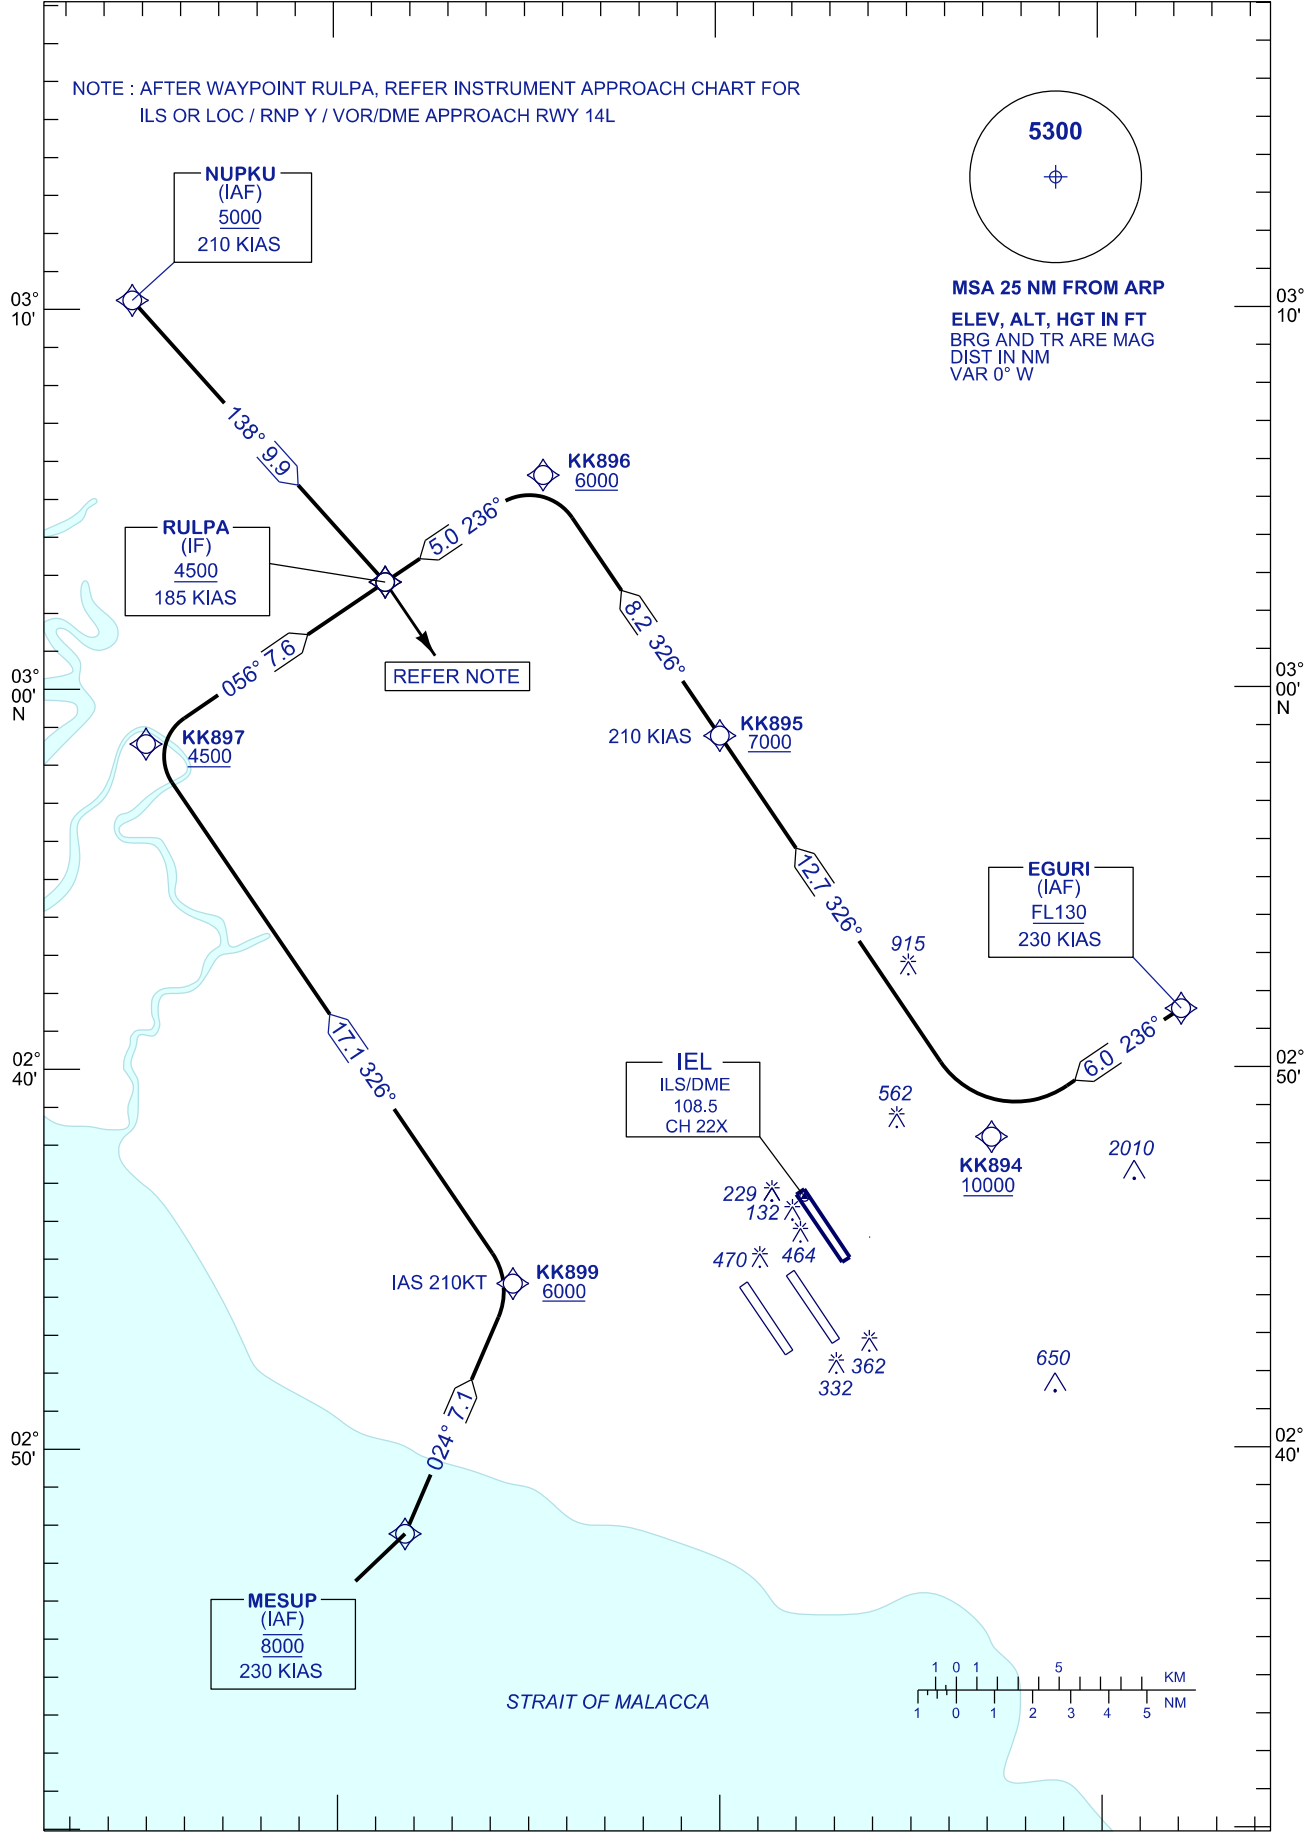 NOTE : AFTER WAYPOINT RULPA, REFER INSTRUMENT APPROACH CHART FOR
ILS OR LOC / RNP Y / VOR/DME APPROACH RWY 14L
5300
MSA 25 NM FROM ARP
ELEV, ALT, HGT IN FT
BRG AND TR ARE MAG
DIST IN NM
VAR 0° W
NUPKU
(IAF)
5000
210 KIAS
03°
10'
03°
10'
138° 9.9
KK896
6000
5.0 236°
RULPA
(IF)
4500
185 KIAS
8.2 326°
056° 7.6
REFER NOTE
03°
00'
N
03°
00'
N
KK897
4500
210 KIAS
KK895
7000
12.7 326°
EGURI
(IAF)
FL130
230 KIAS
915
6.0 236°
17.1 326°
02°
40'
02°
50'
IEL
ILS/DME
108.5
CH 22X
562
KK894
10000
2010
229
132
464
470
IAS 210KT
KK899
6000
362
332
650
024° 7.1
02°
50'
02°
40'
MESUP
(IAF)
8000
230 KIAS
STRAIT OF MALACCA
1 0 1 5 KM
1 0 1 2 3 4 5 NM